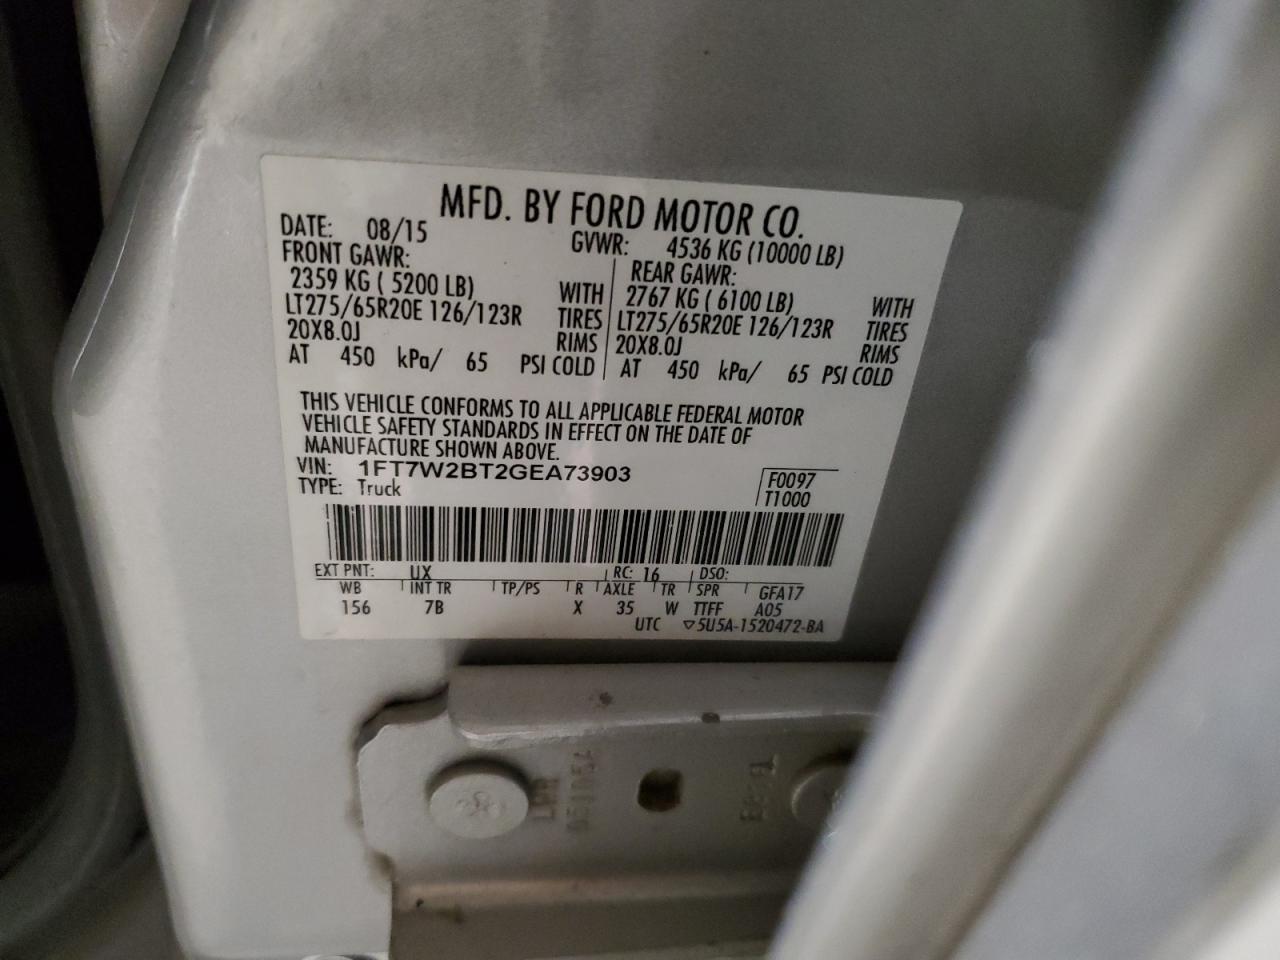 MFD. BY FORD MOTOR CO.
DATE: 08/15 GVWR: 4536 KG (10000 LB)
FRONT GAWR: REAR GAWR:
2359 KG ( 5200 LB) WITH 2767 KG ( 6100 LB) WITH
LT275/65R20E 126/123R TIRES LT275/65R20E 126/123R TIRES
20X8.0J RIMS 20X8.0J RIMS
AT 450 kPa/ 65 PSI COLD AT 450 kPa/ 65 PSI COLD
THIS VEHICLE CONFORMS TO ALL APPLICABLE FEDERAL MOTOR
VEHICLE SAFETY STANDARDS IN EFFECT ON THE DATE OF
MANUFACTURE SHOWN ABOVE.
VIN: 1FT7W2BT2GEA73903 F0097
TYPE: Truck T1000
EXT PNT: UX RC: 16 DSO:
WB INT TR TP/PS R AXLE TR SPR GFA17
156 7B X 35 W TTFF A05
UTC ▽5U5A-1520472-BA